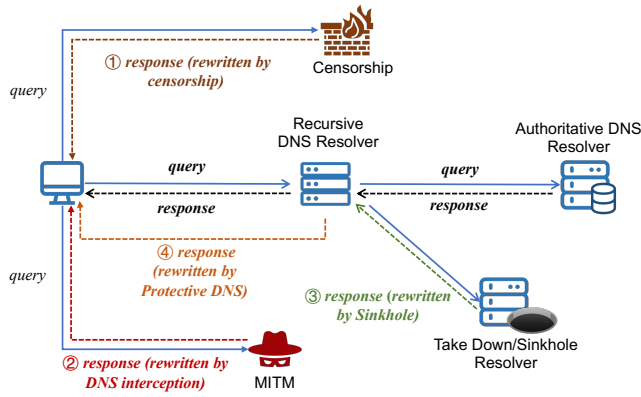 ① response (rewritten by
censorship)
Censorship
query
Recursive
DNS Resolver
Authoritative DNS
Resolver
query
query
response
response
④ response
(rewritten by
Protective DNS)
query
③ response (rewritten
by Sinkhole)
Take Down/Sinkhole
Resolver
② response (rewritten by
DNS interception)
MITM